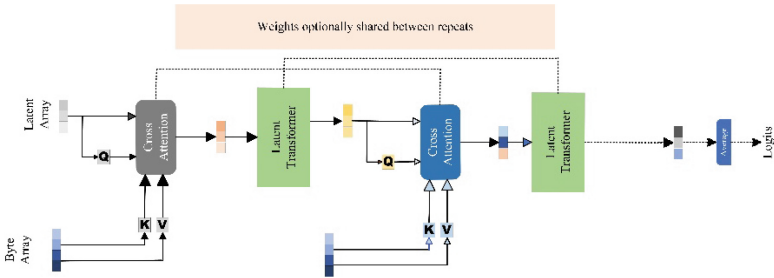 Weights optionally shared between repeats
Latent
Array
Q
Cross
Attention
Latent
Transformer
Q
Cross
Attention
Latent
Transformer
Average
Logits
K
V
K
V
Byte
Array